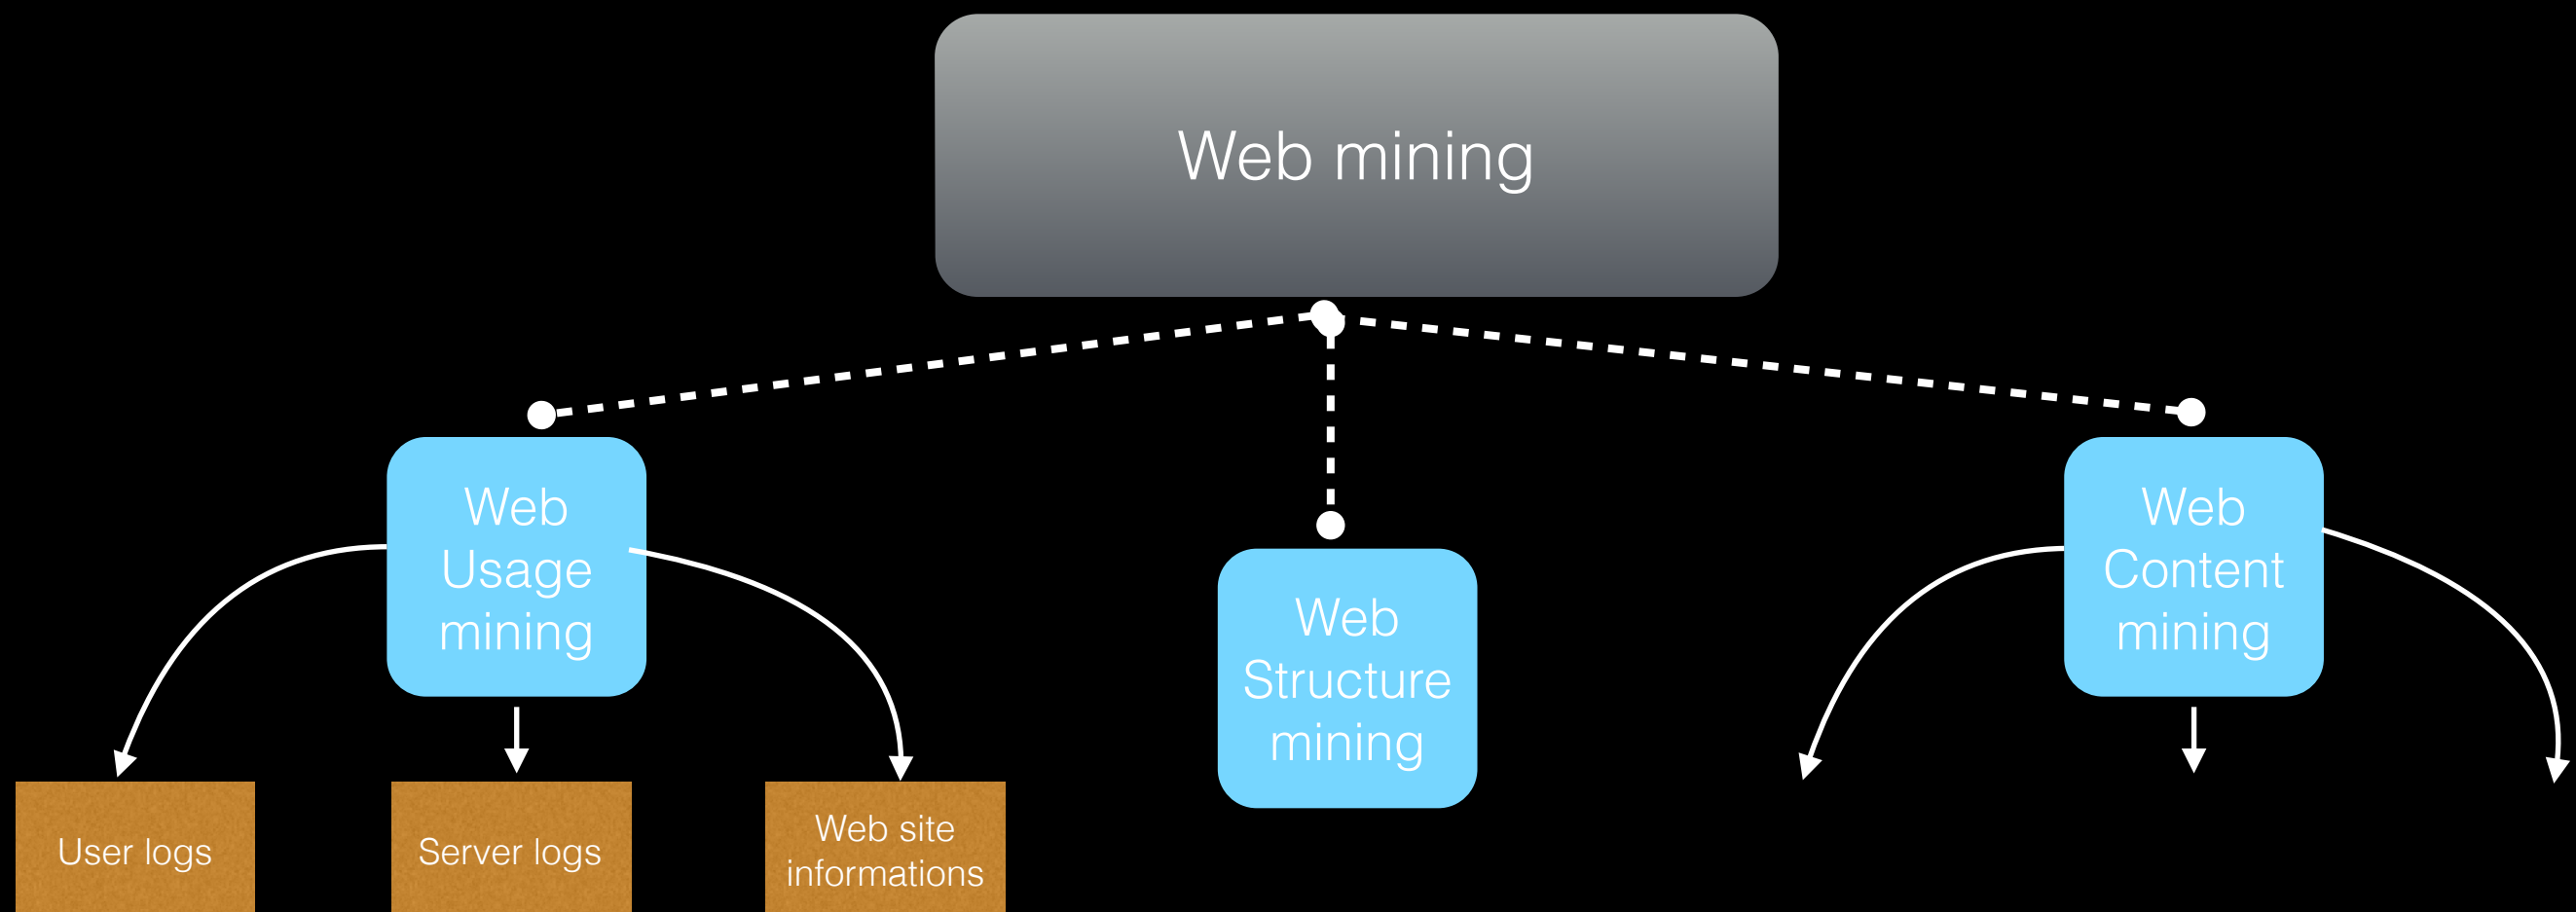 Web mining
Web
Usage
mining
Web
Structure
mining
Web
Content
mining
User logs
Server logs
Web site
informations